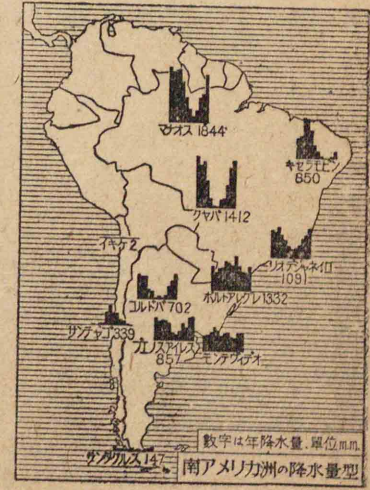 マナオス 1844
キセラモビン
850
クヤバ 1412
イキケ 2
リオデジャネイロ
1091
コルドバ 702
ポルトアレグレ 1332
サンチャゴ 339
ブエノスアイレス
857
モンテヴィデオ
サンタクルス 147
数字は年降水量、單位mm.
南アメリカ洲の降水量型